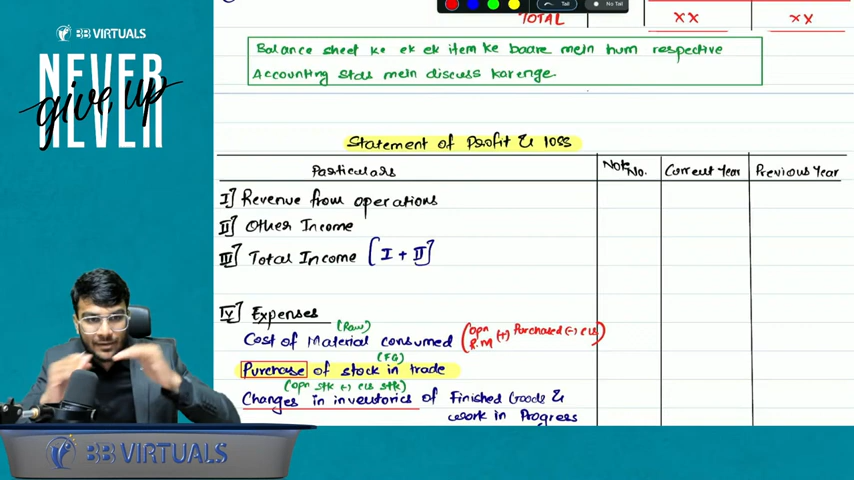 BB VIRTUALS
NEVER
give up
NEVER
Tail
No Tail
TOTAL
xx
xx
Balance sheet ke ek ek item ke baare mein hum respective
Accounting stds mein discuss karenge
Statement of Profit & loss
Particulars
Note No.
Current Year
Previous Year
I] Revenue from operations
II] Other Income
III] Total Income [I + II]
IV] Expenses
(Raw)
Cost of Material consumed (opn R.M (+) Purchased (-) cls)
(FG)
Purchase of stock in trade
(opn stk (-) cls stk)
Changes in inventories of Finished Goods &
work in Progress
BB VIRTUALS